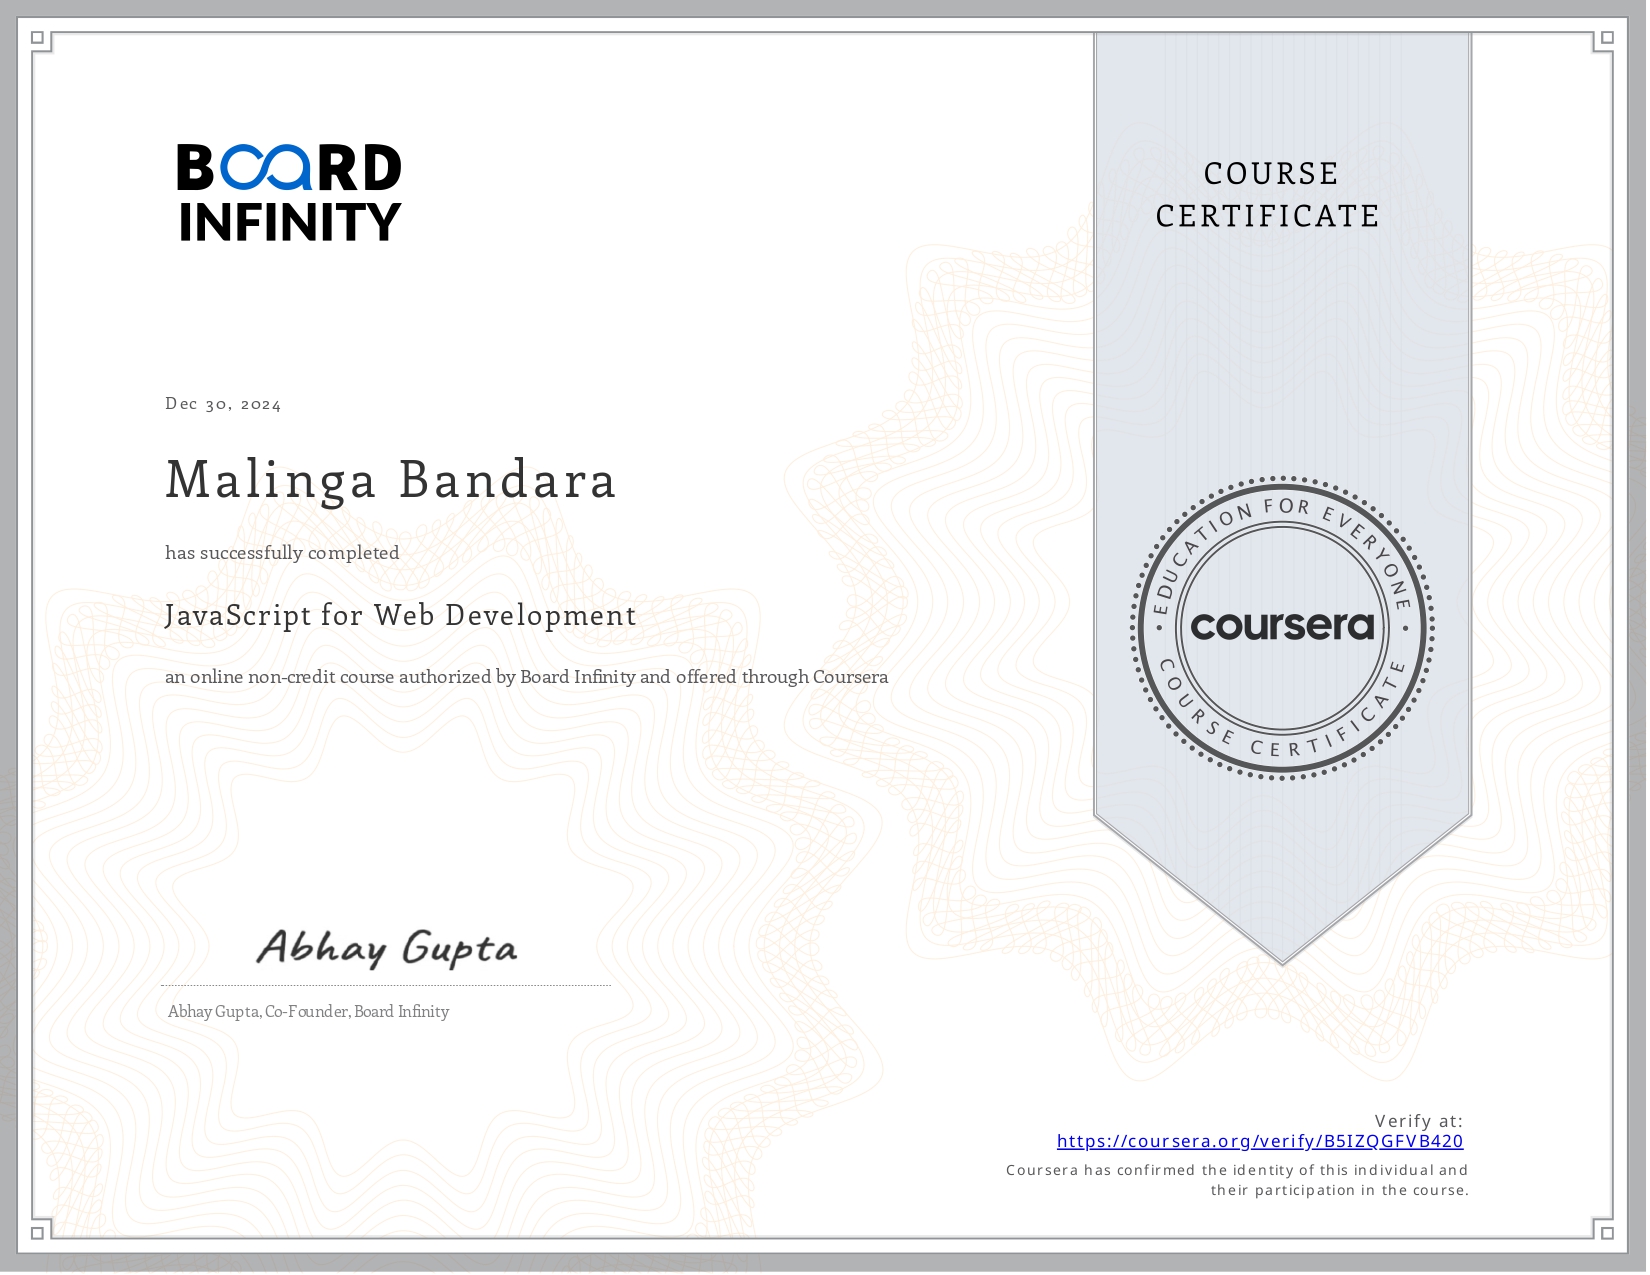 BOARD
INFINITY
COURSE
CERTIFICATE
Dec 30, 2024
Malinga Bandara
has successfully completed
JavaScript for Web Development
an online non-credit course authorized by Board Infinity and offered through Coursera
EDUCATION FOR EVERYONE
coursera
COURSE CERTIFICATE
Abhay Gupta
Abhay Gupta, Co-Founder, Board Infinity
Verify at:
https://coursera.org/verify/B5IZQGFVB420
Coursera has confirmed the identity of this individual and
their participation in the course.